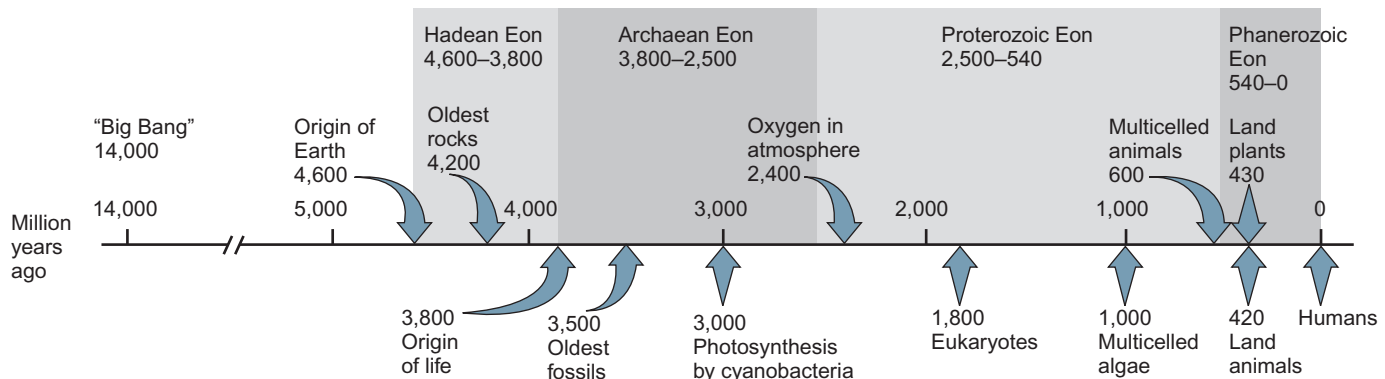 Hadean Eon
4,600–3,800
Archaean Eon
3,800–2,500
Proterozoic Eon
2,500–540
Phanerozoic
Eon
540–0
“Big Bang”
14,000
Origin of
Earth
4,600
Oldest
rocks
4,200
Oxygen in
atmosphere
2,400
Multicelled
animals
600
Land
plants
430
Million
years
ago
14,000
5,000
4,000
3,000
2,000
1,000
0
3,800
Origin
of life
3,500
Oldest
fossils
3,000
Photosynthesis
by cyanobacteria
1,800
Eukaryotes
1,000
Multicelled
algae
420
Land
animals
Humans